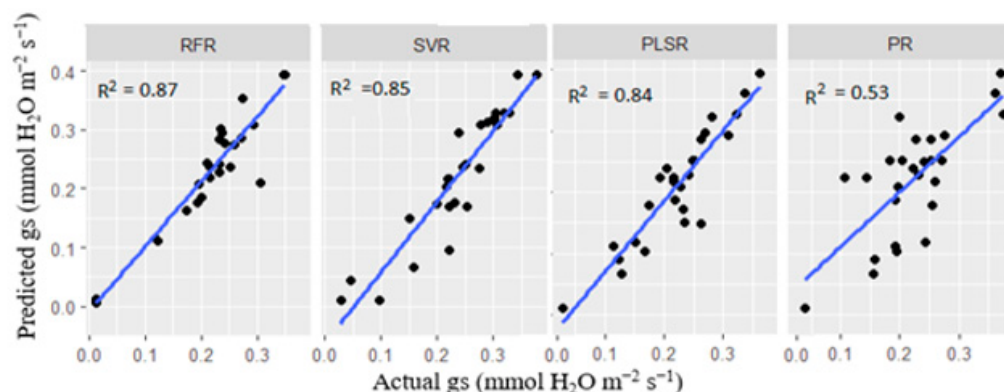 RFR SVR PLSR PR
R² = 0.87 R² =0.85 R² = 0.84 R² = 0.53
Predicted gs (mmol H₂O m⁻² s⁻¹)
0.4
0.3
0.2
0.1
0.0
0.0 0.1 0.2 0.3 0.0 0.1 0.2 0.3 0.0 0.1 0.2 0.3 0.0 0.1 0.2 0.3
Actual gs (mmol H₂O m⁻² s⁻¹)